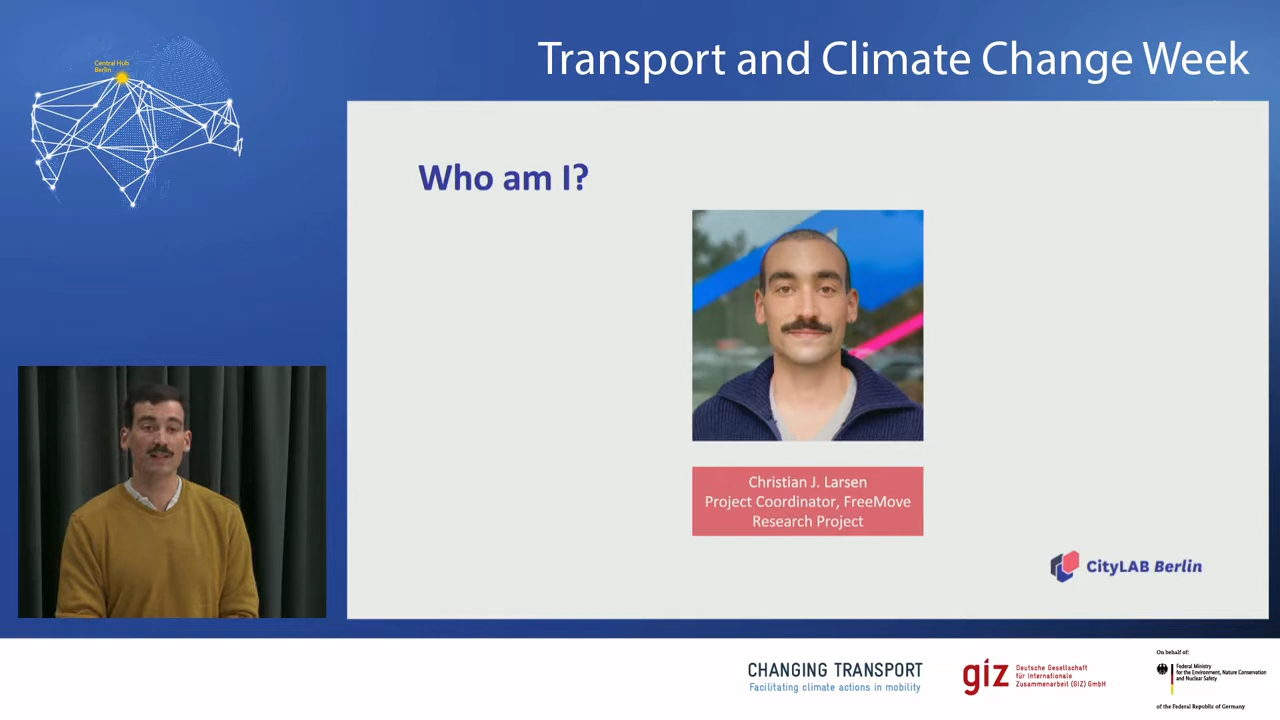 Central Hub
Berlin
Transport and Climate Change Week
Who am I?
Christian J. Larsen
Project Coordinator, FreeMove
Research Project
CityLAB Berlin
CHANGING TRANSPORT
Facilitating climate actions in mobility
giz
Deutsche Gesellschaft
für Internationale
Zusammenarbeit (GIZ) GmbH
On behalf of:
Federal Ministry
for the Environment, Nature Conservation
and Nuclear Safety
of the Federal Republic of Germany